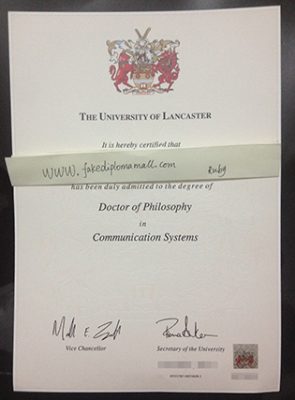 THE UNIVERSITY OF LANCASTER
It is hereby certified that
www.fakediplomamall.com Ruby
has been duly admitted to the degree of
Doctor of Philosophy
in
Communication Systems
Vice Chancellor Secretary of the University